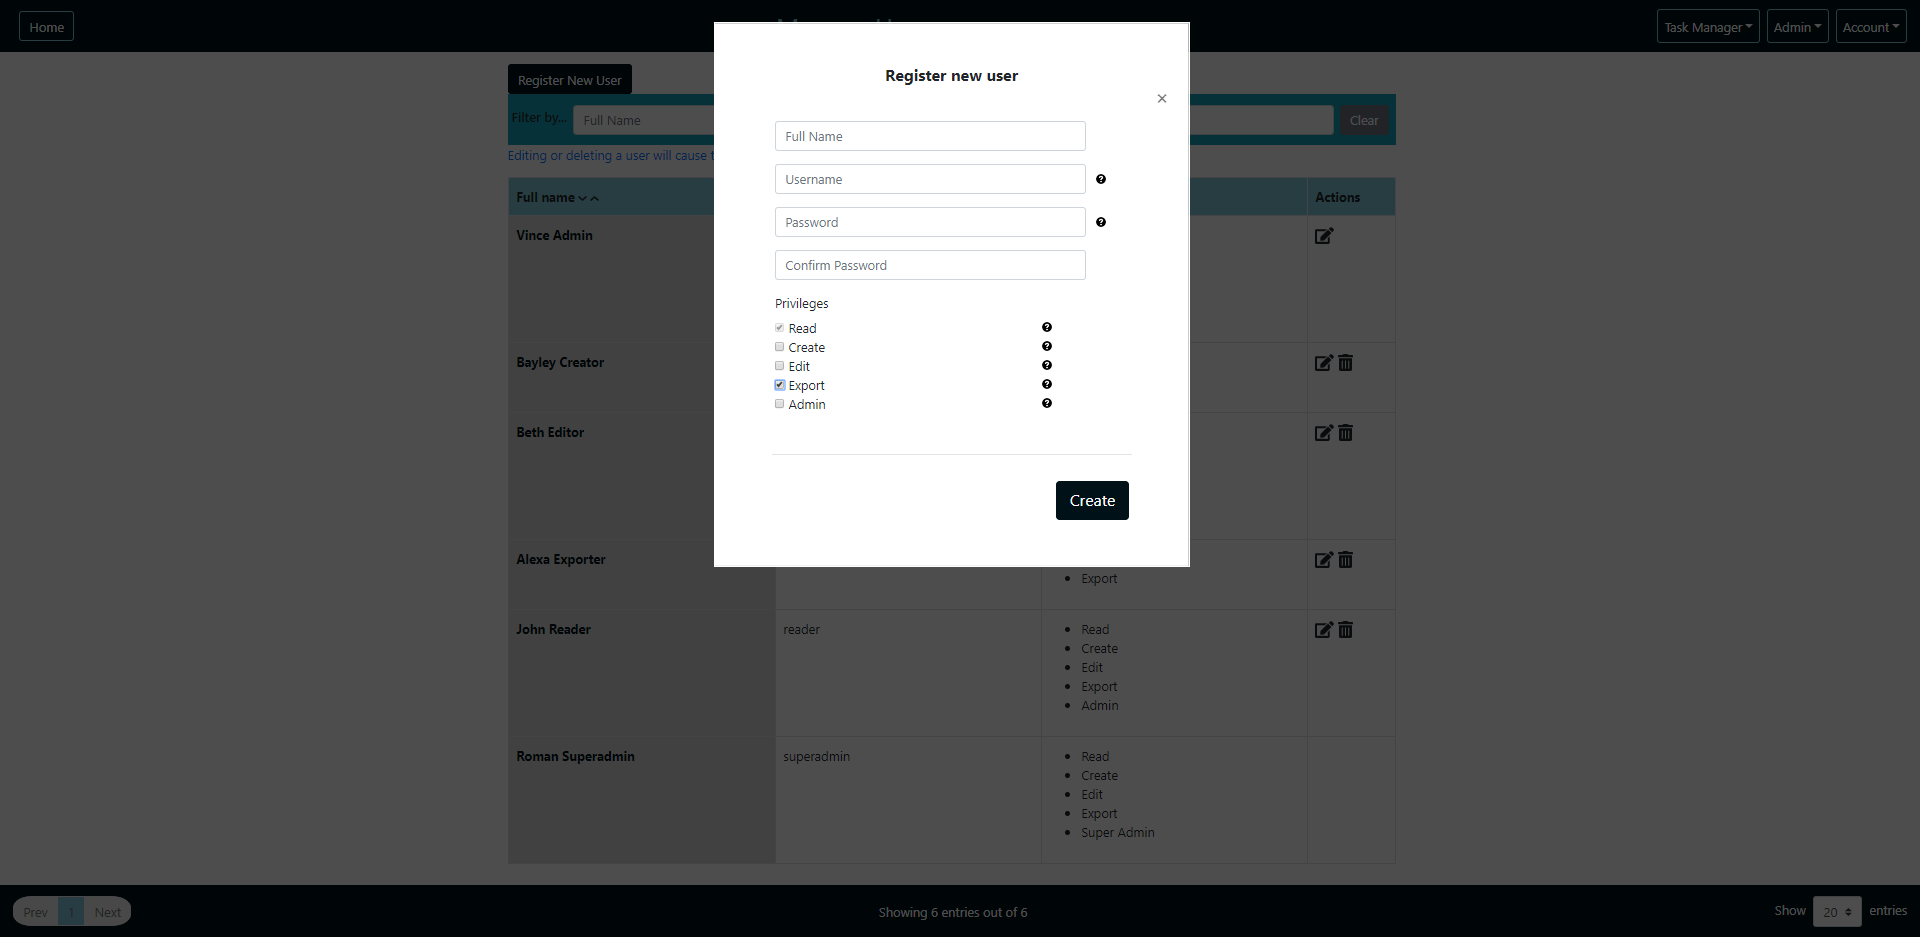 Home
Task Manager
Admin
Account
Register New User
Filter by...
Full Name
Clear
Editing or deleting a user will cause
Full name
Actions
Vince Admin
Bayley Creator
Beth Editor
Alexa Exporter
Export
John Reader
reader
Read
Create
Edit
Export
Admin
Roman Superadmin
superadmin
Read
Create
Edit
Export
Super Admin
Register new user
×
Full Name
Username
Password
Confirm Password
Privileges
Read
Create
Edit
Export
Admin
Create
Prev
1
Next
Showing 6 entries out of 6
Show
20
entries